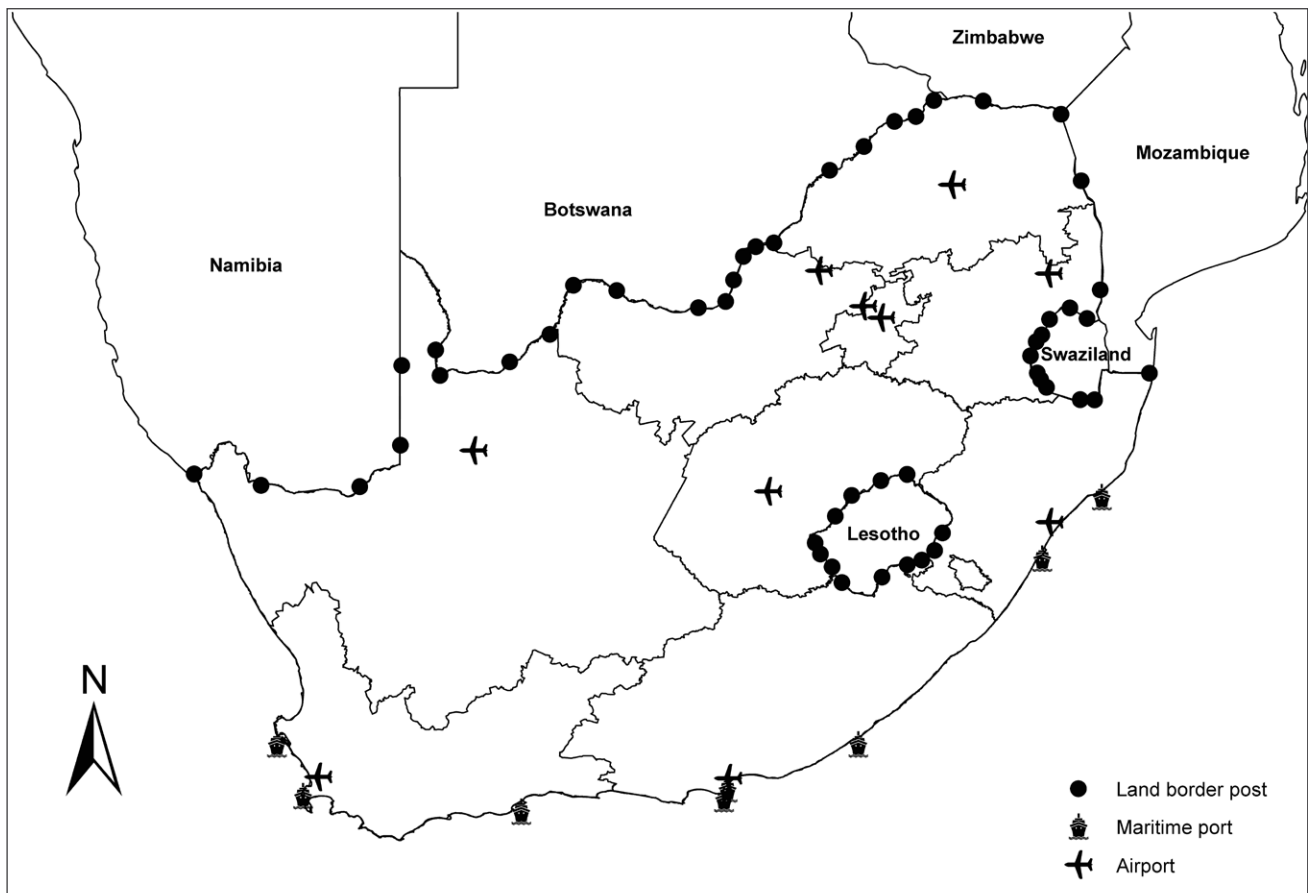 Zimbabwe
Mozambique
Botswana
Namibia
Swaziland
Lesotho
N
Land border post
Maritime port
Airport